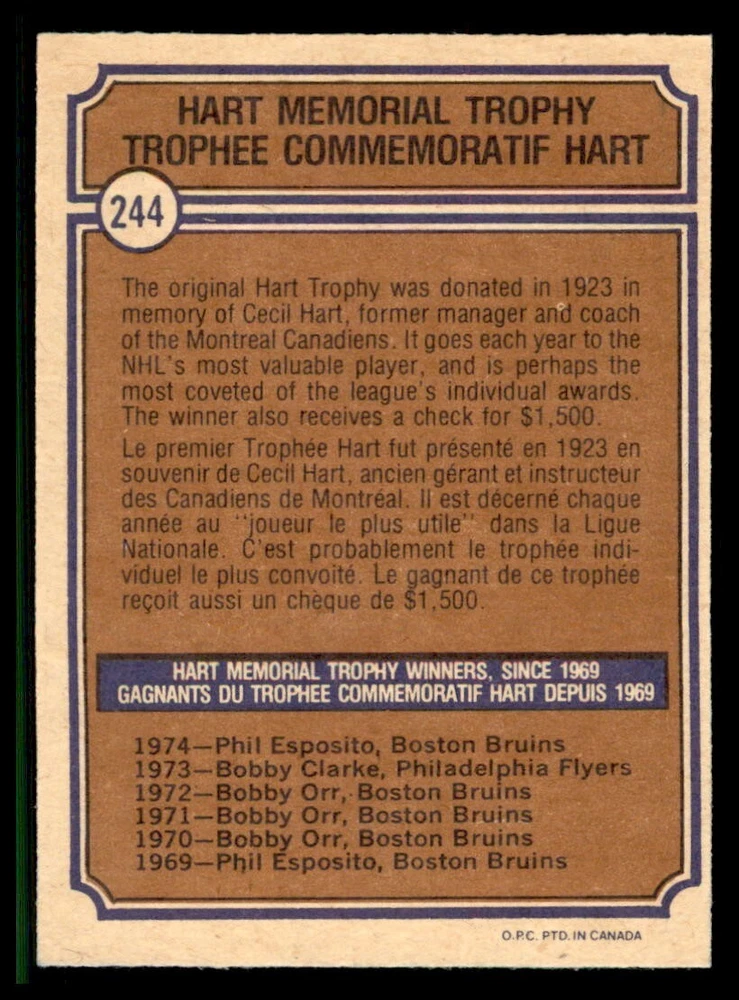 HART MEMORIAL TROPHY
TROPHEE COMMEMORATIF HART
244
The original Hart Trophy was donated in 1923 in
memory of Cecil Hart, former manager and coach
of the Montreal Canadiens. It goes each year to the
NHL's most valuable player, and is perhaps the
most coveted of the league's individual awards.
The winner also receives a check for $1,500.
Le premier Trophée Hart fut présenté en 1923 en
souvenir de Cecil Hart, ancien gérant et instructeur
des Canadiens de Montréal. Il est décerné chaque
année au "joueur le plus utile" dans la Ligue
Nationale. C'est probablement le trophée indi-
viduel le plus convoité. Le gagnant de ce trophée
reçoit aussi un chèque de $1,500.
HART MEMORIAL TROPHY WINNERS, SINCE 1969
GAGNANTS DU TROPHEE COMMEMORATIF HART DEPUIS 1969
1974—Phil Esposito, Boston Bruins
1973—Bobby Clarke, Philadelphia Flyers
1972—Bobby Orr, Boston Bruins
1971—Bobby Orr, Boston Bruins
1970—Bobby Orr, Boston Bruins
1969—Phil Esposito, Boston Bruins
O.P.C. PTD. IN CANADA